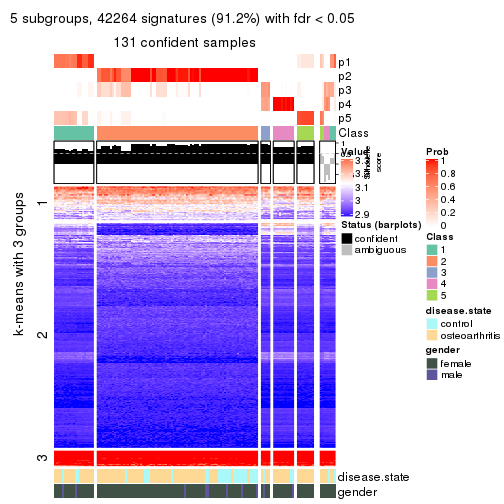 5 subgroups, 42264 signatures (91.2%) with fdr < 0.05
131 confident samples
p1
p2
p3
p4
p5
Class
1
Silhouette
score
k-means with 3 groups
1
2
3
disease.state
gender
Value
3.1
3
2.9
Status (barplots)
confident
ambiguous
Prob
1
0.8
0.6
0.4
0.2
0
Class
1
2
3
4
5
disease.state
control
osteoarthritis
gender
female
male